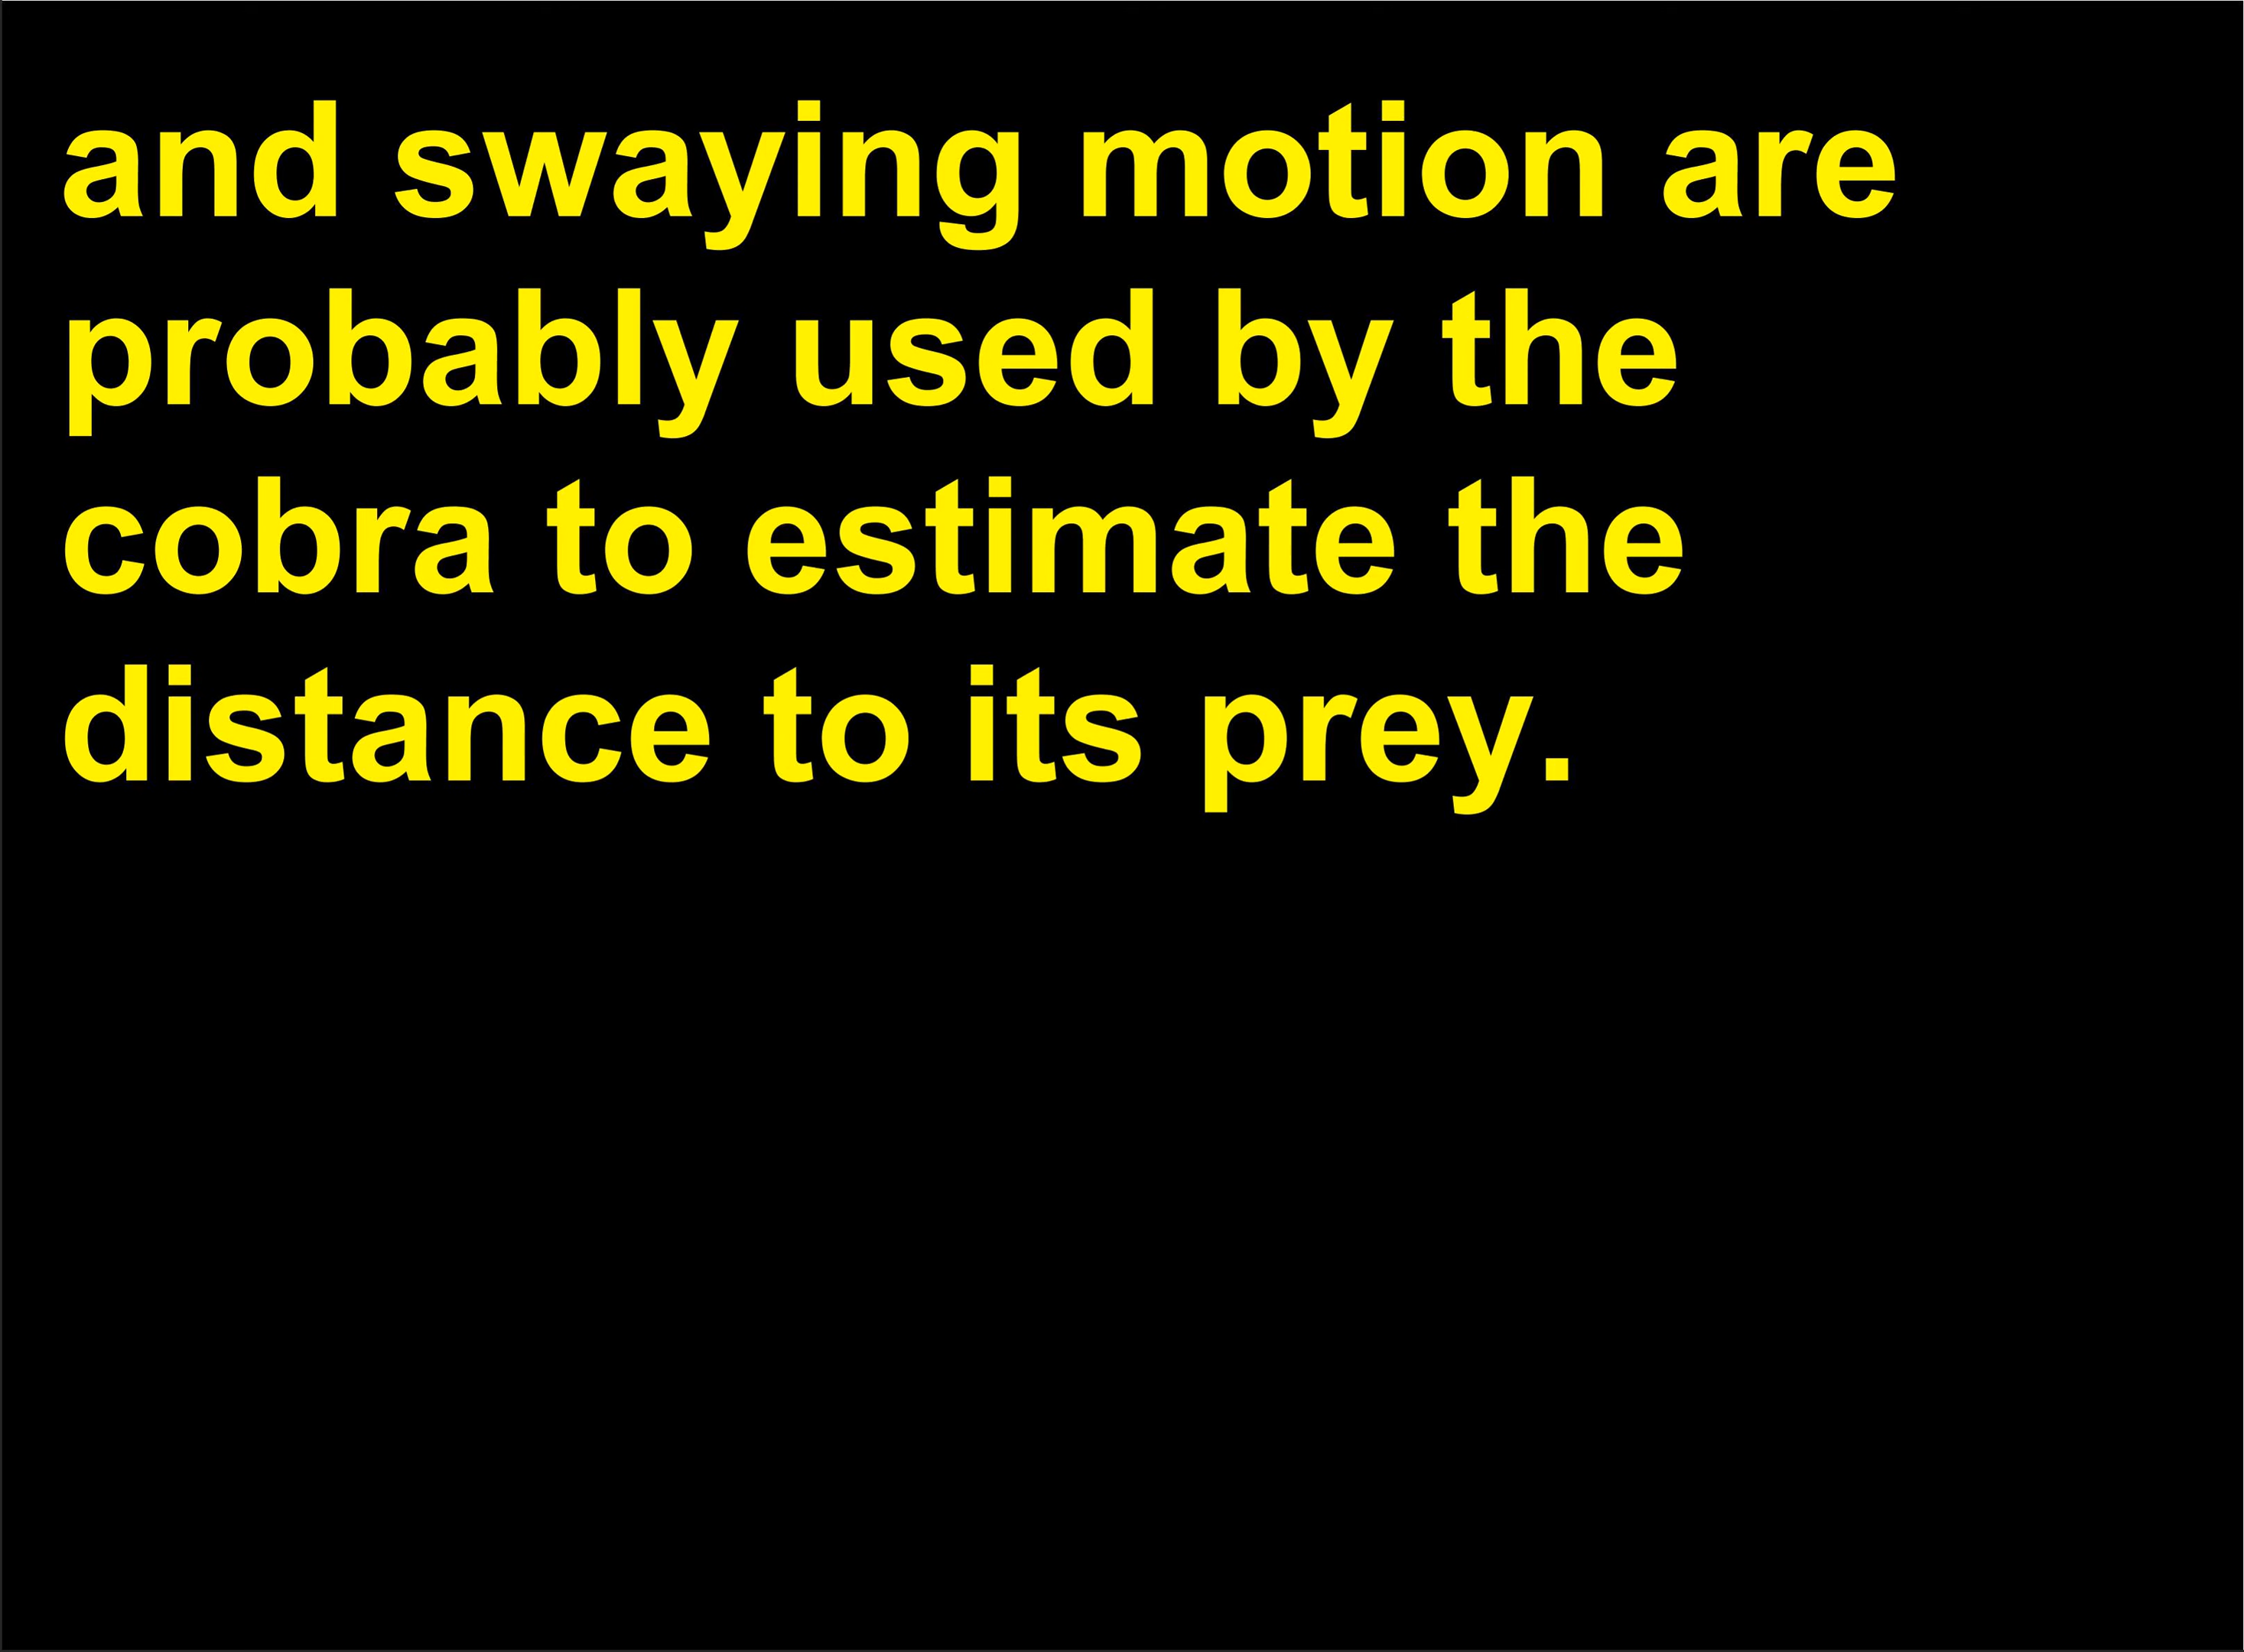 and swaying motion are
probably used by the
cobra to estimate the
distance to its prey.